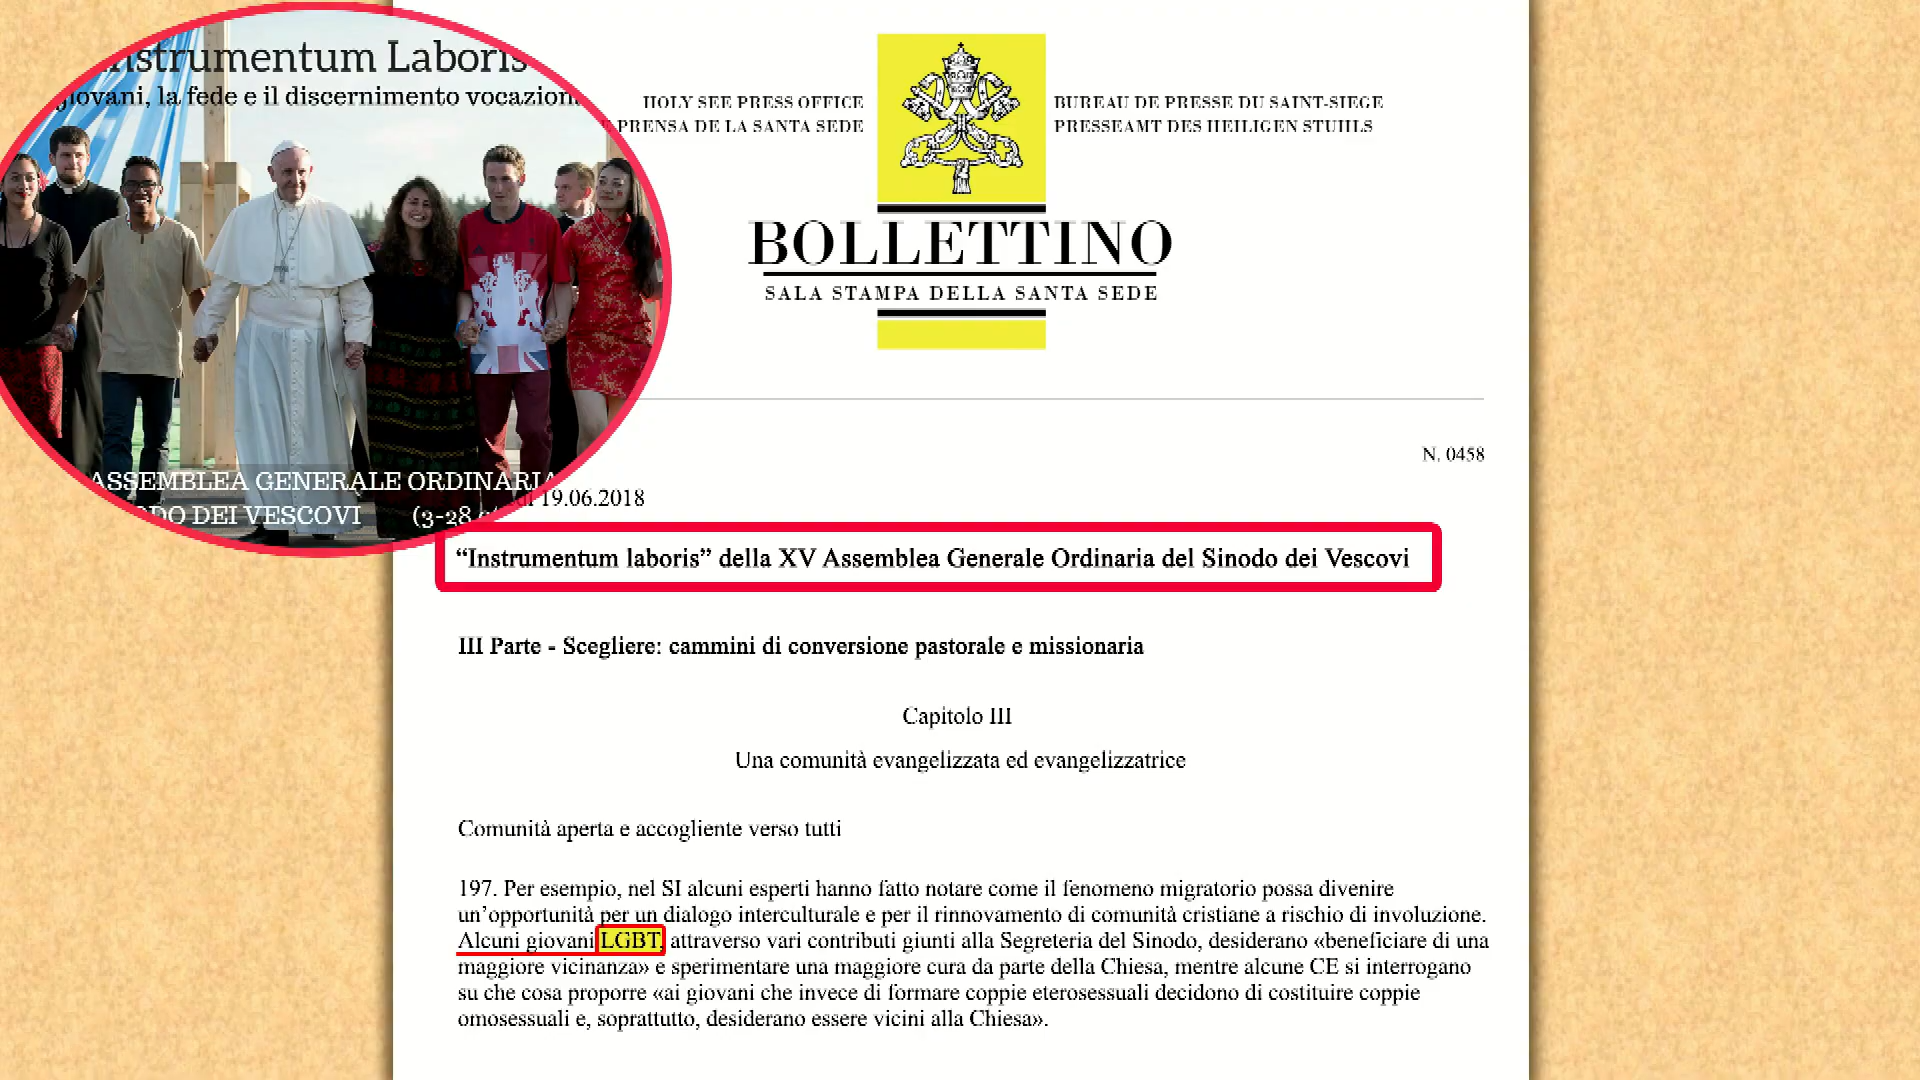 Instrumentum Laboris
giovani, la fede e il discernimento
ASSEMBLEA GENERALE ORDINARIA
DEI VESCOVI (3-28
HOLY SEE PRESS OFFICE
PRENSA DE LA SANTA SEDE
BUREAU DE PRESSE DU SAINT-SIEGE
PRESSEAMT DES HEILIGEN STUHLS
BOLLETTINO
SALA STAMPA DELLA SANTA SEDE
N. 0458
19.06.2018
“Instrumentum laboris” della XV Assemblea Generale Ordinaria del Sinodo dei Vescovi
III Parte - Scegliere: cammini di conversione pastorale e missionaria
Capitolo III
Una comunità evangelizzata ed evangelizzatrice
Comunità aperta e accogliente verso tutti
197. Per esempio, nel SI alcuni esperti hanno fatto notare come il fenomeno migratorio possa divenire
un’opportunità per un dialogo interculturale e per il rinnovamento di comunità cristiane a rischio di involuzione.
Alcuni giovani LGBT, attraverso vari contributi giunti alla Segreteria del Sinodo, desiderano «beneficiare di una
maggiore vicinanza» e sperimentare una maggiore cura da parte della Chiesa, mentre alcune CE si interrogano
su che cosa proporre «ai giovani che invece di formare coppie eterosessuali decidono di costituire coppie
omosessuali e, soprattutto, desiderano essere vicini alla Chiesa».